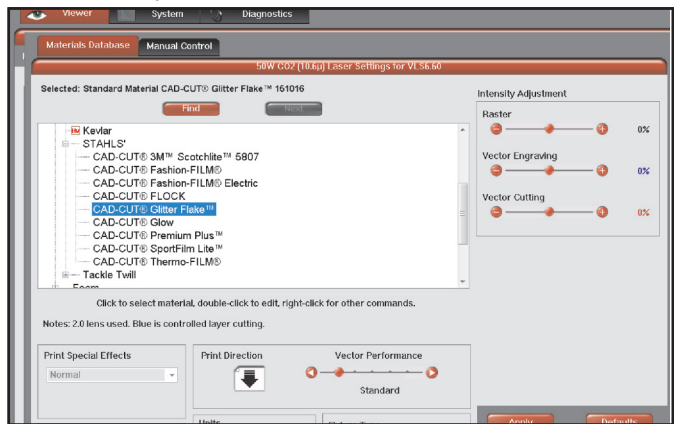 Viewer System Diagnostics
Materials Database Manual Control
50W CO2 (10.6µ) Laser Settings for VLS6.60
Selected: Standard Material CAD-CUT® Glitter Flake™ 161016
Find Next
Kevlar
STAHLS'
CAD-CUT® 3M™ Scotchlite™ 5807
CAD-CUT® Fashion-FILM®
CAD-CUT® Fashion-FILM® Electric
CAD-CUT® FLOCK
CAD-CUT® Glitter Flake™
CAD-CUT® Glow
CAD-CUT® Premium Plus™
CAD-CUT® SportFilm Lite™
CAD-CUT® Thermo-FILM®
Tackle Twill
Foam
Click to select material, double-click to edit, right-click for other commands.
Notes: 2.0 lens used. Blue is controlled layer cutting.
Intensity Adjustment
Raster
0%
Vector Engraving
0%
Vector Cutting
0%
Print Special Effects
Normal
Print Direction
Vector Performance
Standard
Units
Apply Defaults